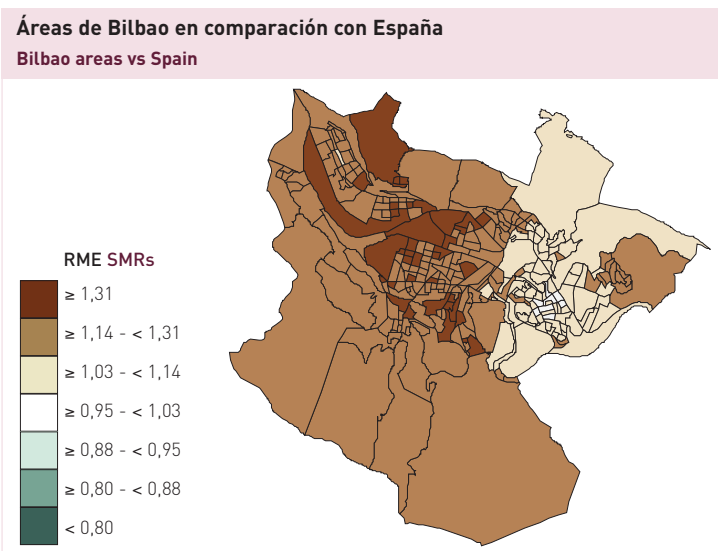 Áreas de Bilbao en comparación con España
Bilbao areas vs Spain
RME SMRs
≥ 1,31
≥ 1,14 - < 1,31
≥ 1,03 - < 1,14
≥ 0,95 - < 1,03
≥ 0,88 - < 0,95
≥ 0,80 - < 0,88
< 0,80